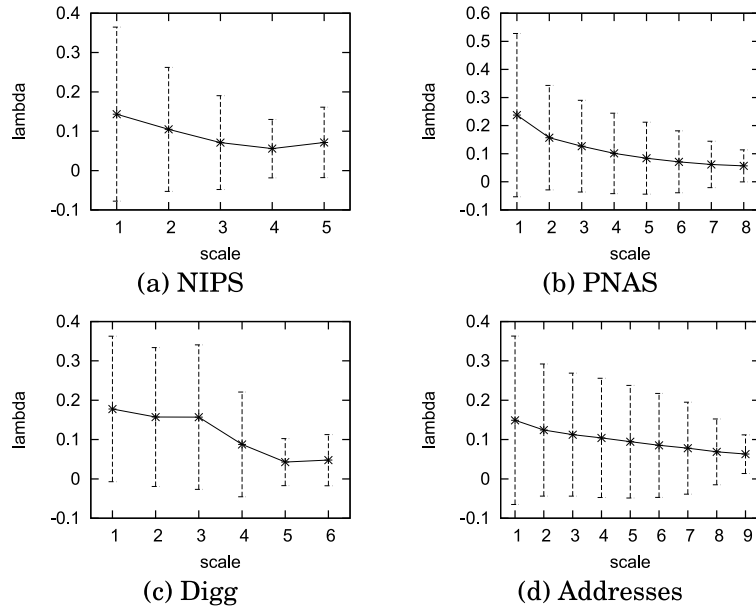 0.4
0.3
0.2
0.1
0
-0.1
lambda
1 2 3 4 5
scale
(a) NIPS
0.6
0.5
0.4
0.3
0.2
0.1
0
-0.1
lambda
1 2 3 4 5 6 7 8
scale
(b) PNAS
0.4
0.3
0.2
0.1
0
-0.1
lambda
1 2 3 4 5 6
scale
(c) Digg
0.4
0.3
0.2
0.1
0
-0.1
lambda
1 2 3 4 5 6 7 8 9
scale
(d) Addresses